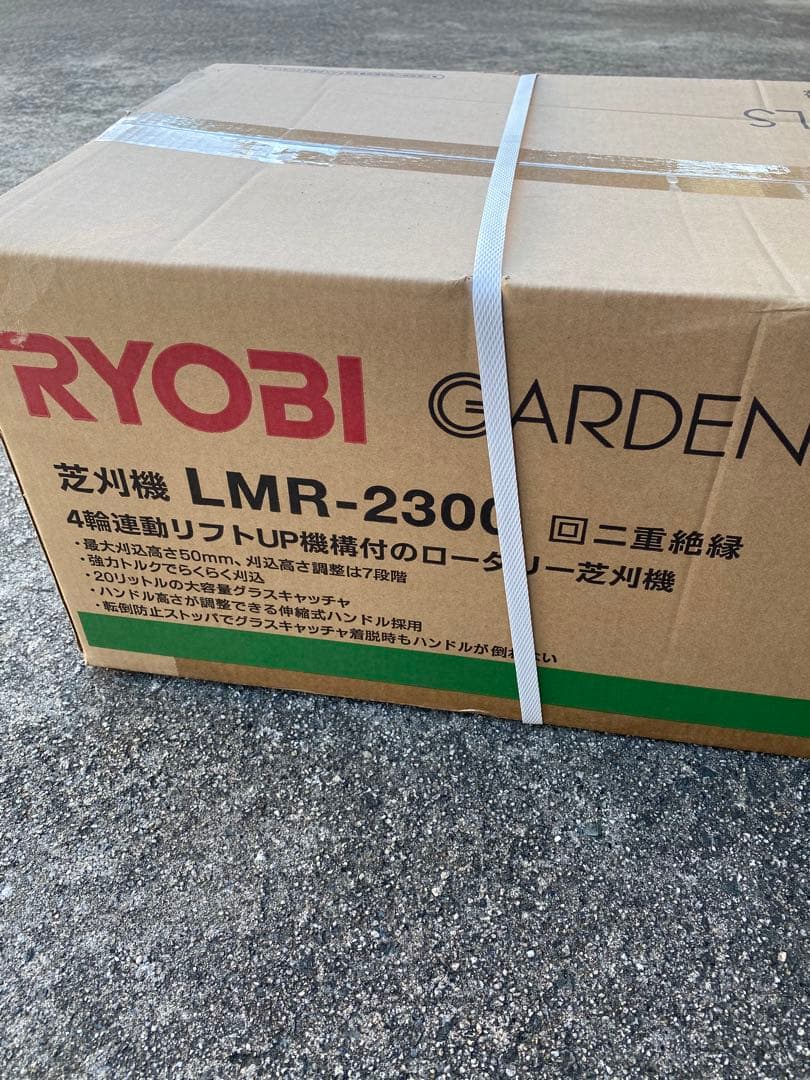 LS
RYOBI GARDEN
芝刈機 LMR-2300 回 二重絶縁
4輪連動リフトUP機構付のロータリー芝刈機
・最大刈込高さ50mm、刈込高さ調整は7段階
・強力トルクでらくらく刈込
・20リットルの大容量グラスキャッチャ
・ハンドル高さが調整できる伸縮式ハンドル採用
・転倒防止ストッパでグラスキャッチャ着脱時もハンドルが倒れない